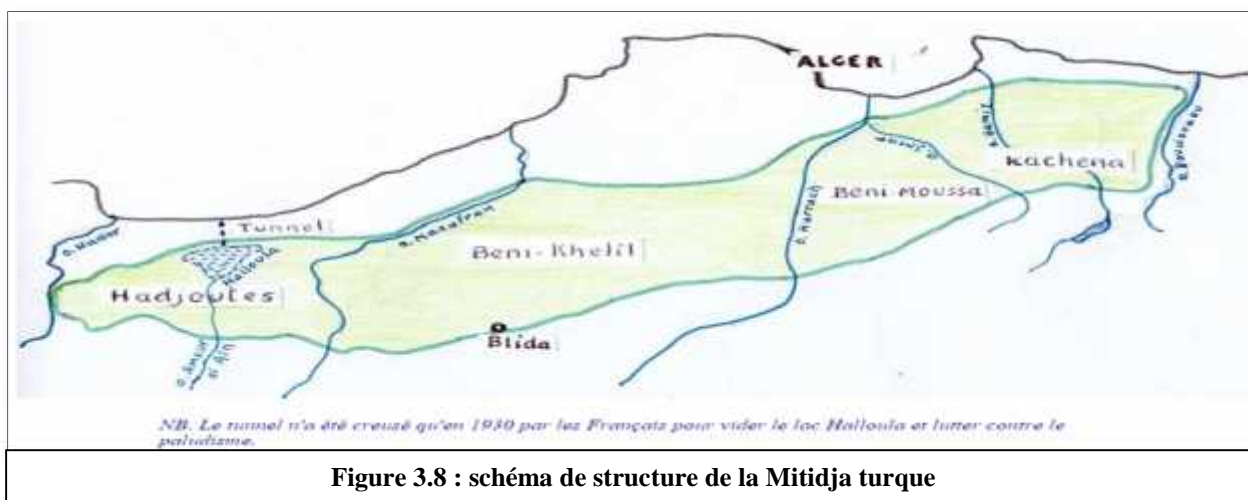 ALGER
Kachena
Beni Moussa
O. Harrach
Tunnel
O. Mazafran
O. Nador
Halloula
Beni-Khelil
Hadjoutes
Blida
NB. Le tunnel n'a été creusé qu'en 1930 par les Français pour vider le lac Halloula et lutter contre le
paludisme.
Figure 3.8 : schéma de structure de la Mitidja turque